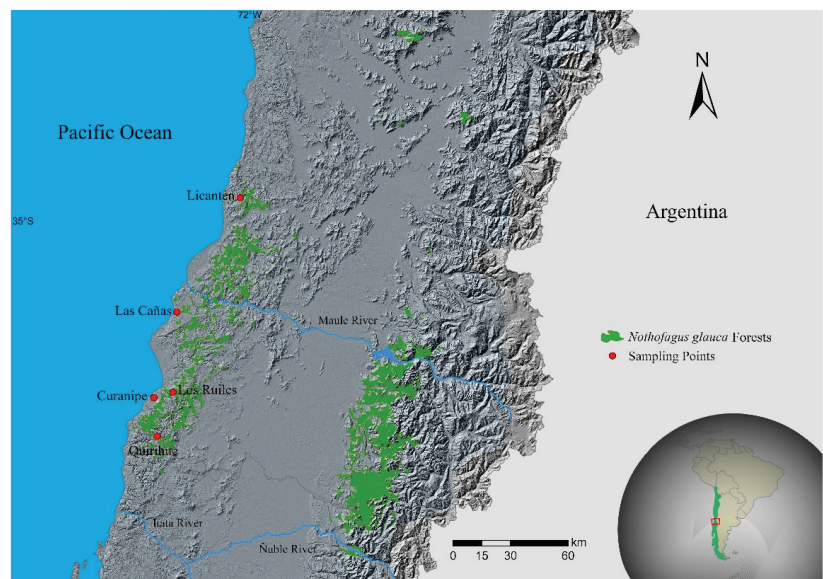 72°W
N
Pacific Ocean
Licantén
35°S
Argentina
Las Cañas
Maule River
Nothofagus glauca Forests
Sampling Points
Curanipe
Los Ruiles
Quirihue
Itata River
Ñuble River
km
0 15 30 60